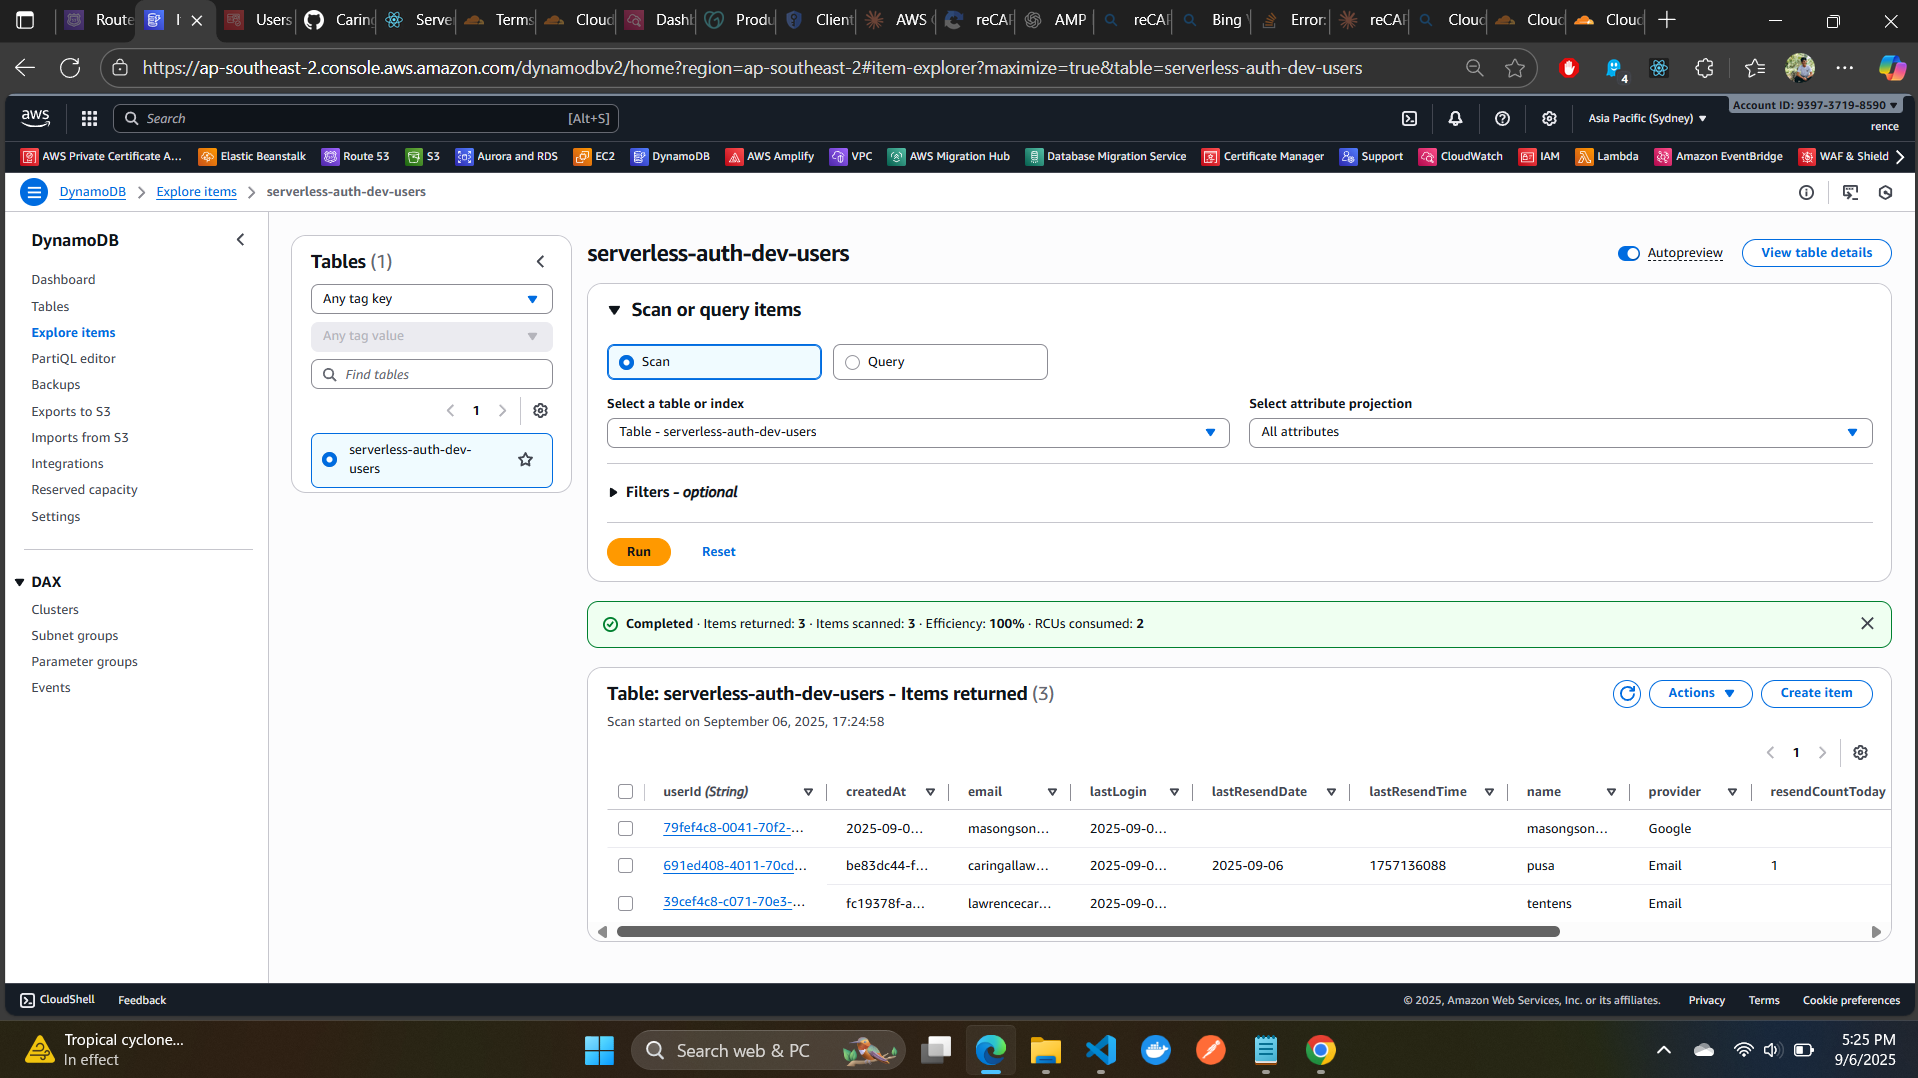 Route
I
Users
Caring
Serve
Terms
Cloud
Dashb
Produ
Client
AWS
reCAP
AMP
reCAP
Bing
Error:
reCAP
Cloud
Cloud
Cloud
https://ap-southeast-2.console.aws.amazon.com/dynamodbv2/home?region=ap-southeast-2#item-explorer?maximize=true&table=serverless-auth-dev-users
4
aws
Search
[Alt+S]
Asia Pacific (Sydney)
Account ID: 9397-3719-8590
rence
AWS Private Certificate A...
Elastic Beanstalk
Route 53
S3
Aurora and RDS
EC2
DynamoDB
AWS Amplify
VPC
AWS Migration Hub
Database Migration Service
Certificate Manager
Support
CloudWatch
IAM
Lambda
Amazon EventBridge
WAF & Shield
DynamoDB
Explore items
serverless-auth-dev-users
DynamoDB
Dashboard
Tables
Explore items
PartiQL editor
Backups
Exports to S3
Imports from S3
Integrations
Reserved capacity
Settings
DAX
Clusters
Subnet groups
Parameter groups
Events
Tables (1)
Any tag key
Any tag value
Find tables
1
serverless-auth-dev-
users
serverless-auth-dev-users
Autopreview
View table details
Scan or query items
Scan
Query
Select a table or index
Table - serverless-auth-dev-users
Select attribute projection
All attributes
Filters - optional
Run
Reset
Completed · Items returned: 3 · Items scanned: 3 · Efficiency: 100% · RCUs consumed: 2
Table: serverless-auth-dev-users - Items returned (3)
Scan started on September 06, 2025, 17:24:58
Actions
Create item
1
userId (String) createdAt email lastLogin lastResendDate lastResendTime name provider resendCountToday
79fef4c8-0041-70f2-... 2025-09-0... masongson... 2025-09-0... masongson... Google
691ed408-4011-70cd... be83dc44-f... caringallaw... 2025-09-0... 2025-09-06 1757136088 pusa Email 1
39cef4c8-c071-70e3-... fc19378f-a... lawrencecar... 2025-09-0... tentens Email
CloudShell
Feedback
© 2025, Amazon Web Services, Inc. or its affiliates.
Privacy
Terms
Cookie preferences
Tropical cyclone...
In effect
Search web & PC
5:25 PM
9/6/2025